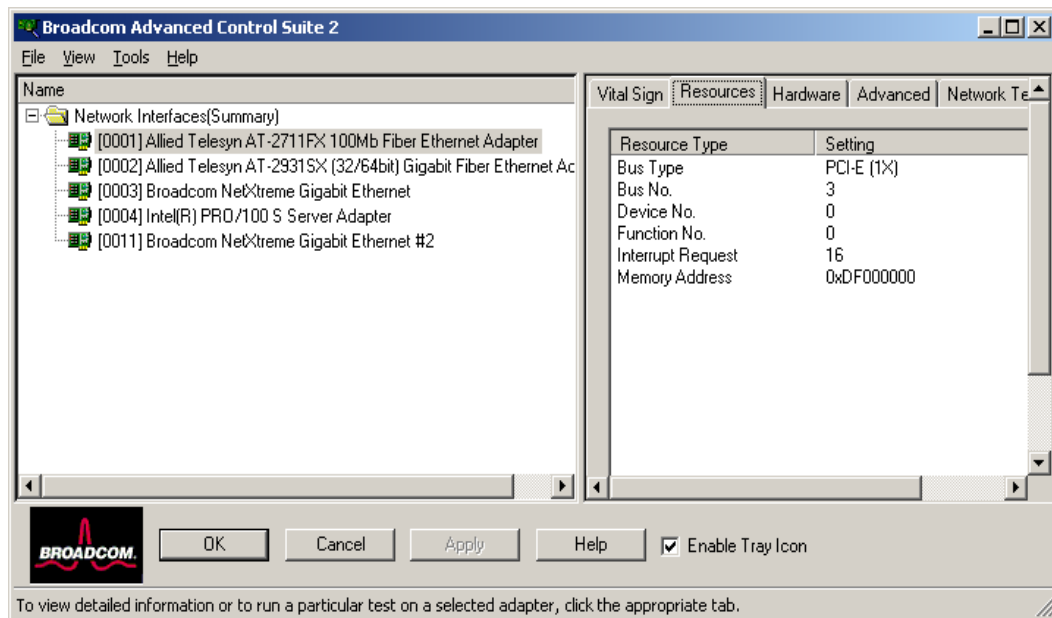 Broadcom Advanced Control Suite 2
File View Tools Help
Name
Network Interfaces(Summary)
[0001] Allied Telesyn AT-2711FX 100Mb Fiber Ethernet Adapter
[0002] Allied Telesyn AT-2931SX (32/64bit) Gigabit Fiber Ethernet Ac
[0003] Broadcom NetXtreme Gigabit Ethernet
[0004] Intel(R) PRO/100 S Server Adapter
[0011] Broadcom NetXtreme Gigabit Ethernet #2
Vital Sign Resources Hardware Advanced Network Te
Resource Type Setting
Bus Type PCI-E (1X)
Bus No. 3
Device No. 0
Function No. 0
Interrupt Request 16
Memory Address 0xDF000000
BROADCOM.
OK Cancel Apply Help Enable Tray Icon
To view detailed information or to run a particular test on a selected adapter, click the appropriate tab.